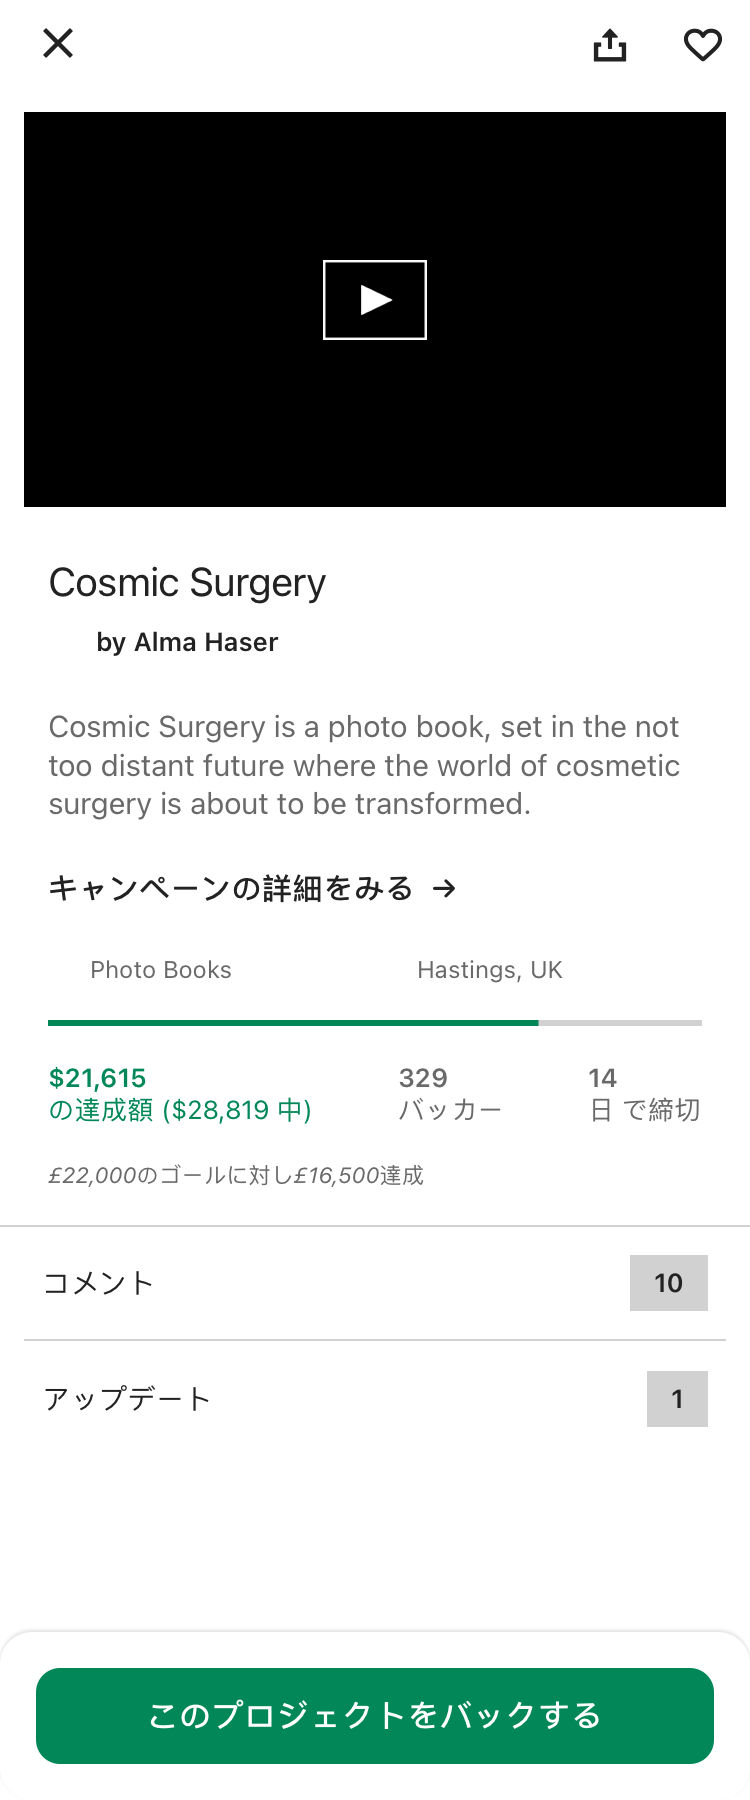 Cosmic Surgery
by Alma Haser
Cosmic Surgery is a photo book, set in the not
too distant future where the world of cosmetic
surgery is about to be transformed.
キャンペーンの詳細をみる →
Photo Books
Hastings, UK
$21,615
の達成額 ($28,819 中)
329
バッカー
14
日 で締切
£22,000のゴールに対し£16,500達成
コメント
10
アップデート
1
このプロジェクトをバックする